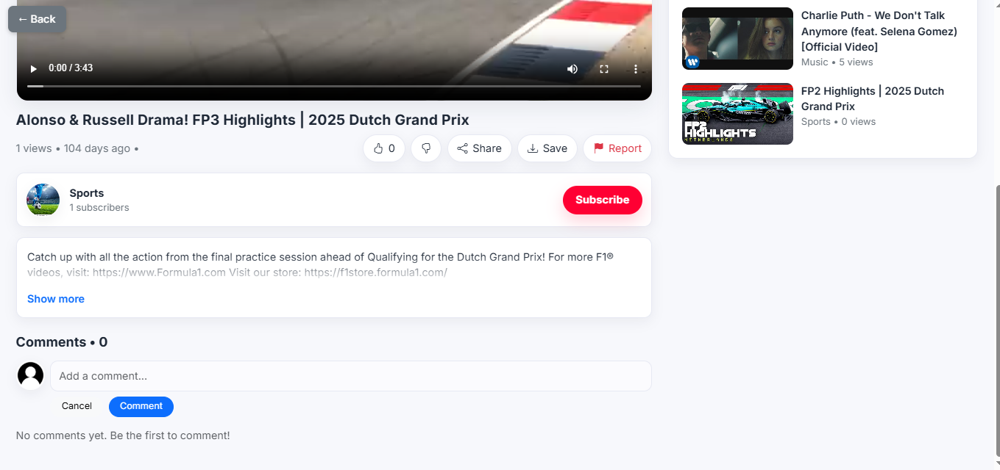 ← Back
0:00 / 3:43
Alonso & Russell Drama! FP3 Highlights | 2025 Dutch Grand Prix
1 views • 104 days ago •
0
Share
Save
Report
Sports
1 subscribers
Subscribe
Catch up with all the action from the final practice session ahead of Qualifying for the Dutch Grand Prix! For more F1®
videos, visit: https://www.Formula1.com Visit our store: https://f1store.formula1.com/
Show more
Comments • 0
Add a comment...
Cancel
Comment
No comments yet. Be the first to comment!
Charlie Puth - We Don't Talk
Anymore (feat. Selena Gomez)
[Official Video]
Music • 5 views
FP2
HIGHLIGHTS
NETHERLANDS
FP2 Highlights | 2025 Dutch
Grand Prix
Sports • 0 views